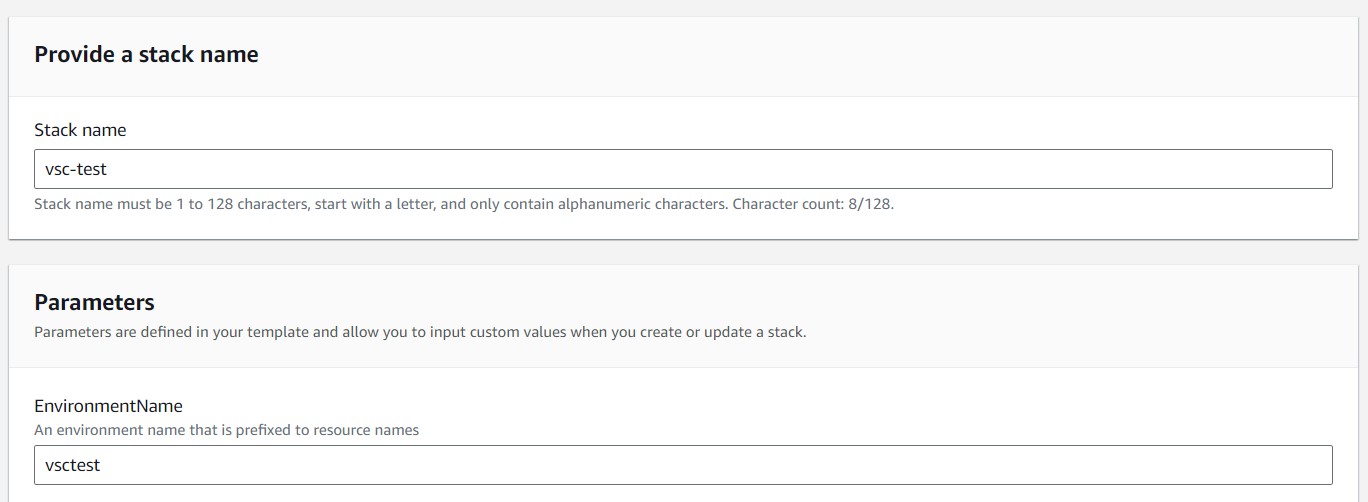 Provide a stack name
Stack name
vsc-test
Stack name must be 1 to 128 characters, start with a letter, and only contain alphanumeric characters. Character count: 8/128.
Parameters
Parameters are defined in your template and allow you to input custom values when you create or update a stack.
EnvironmentName
An environment name that is prefixed to resource names
vsctest